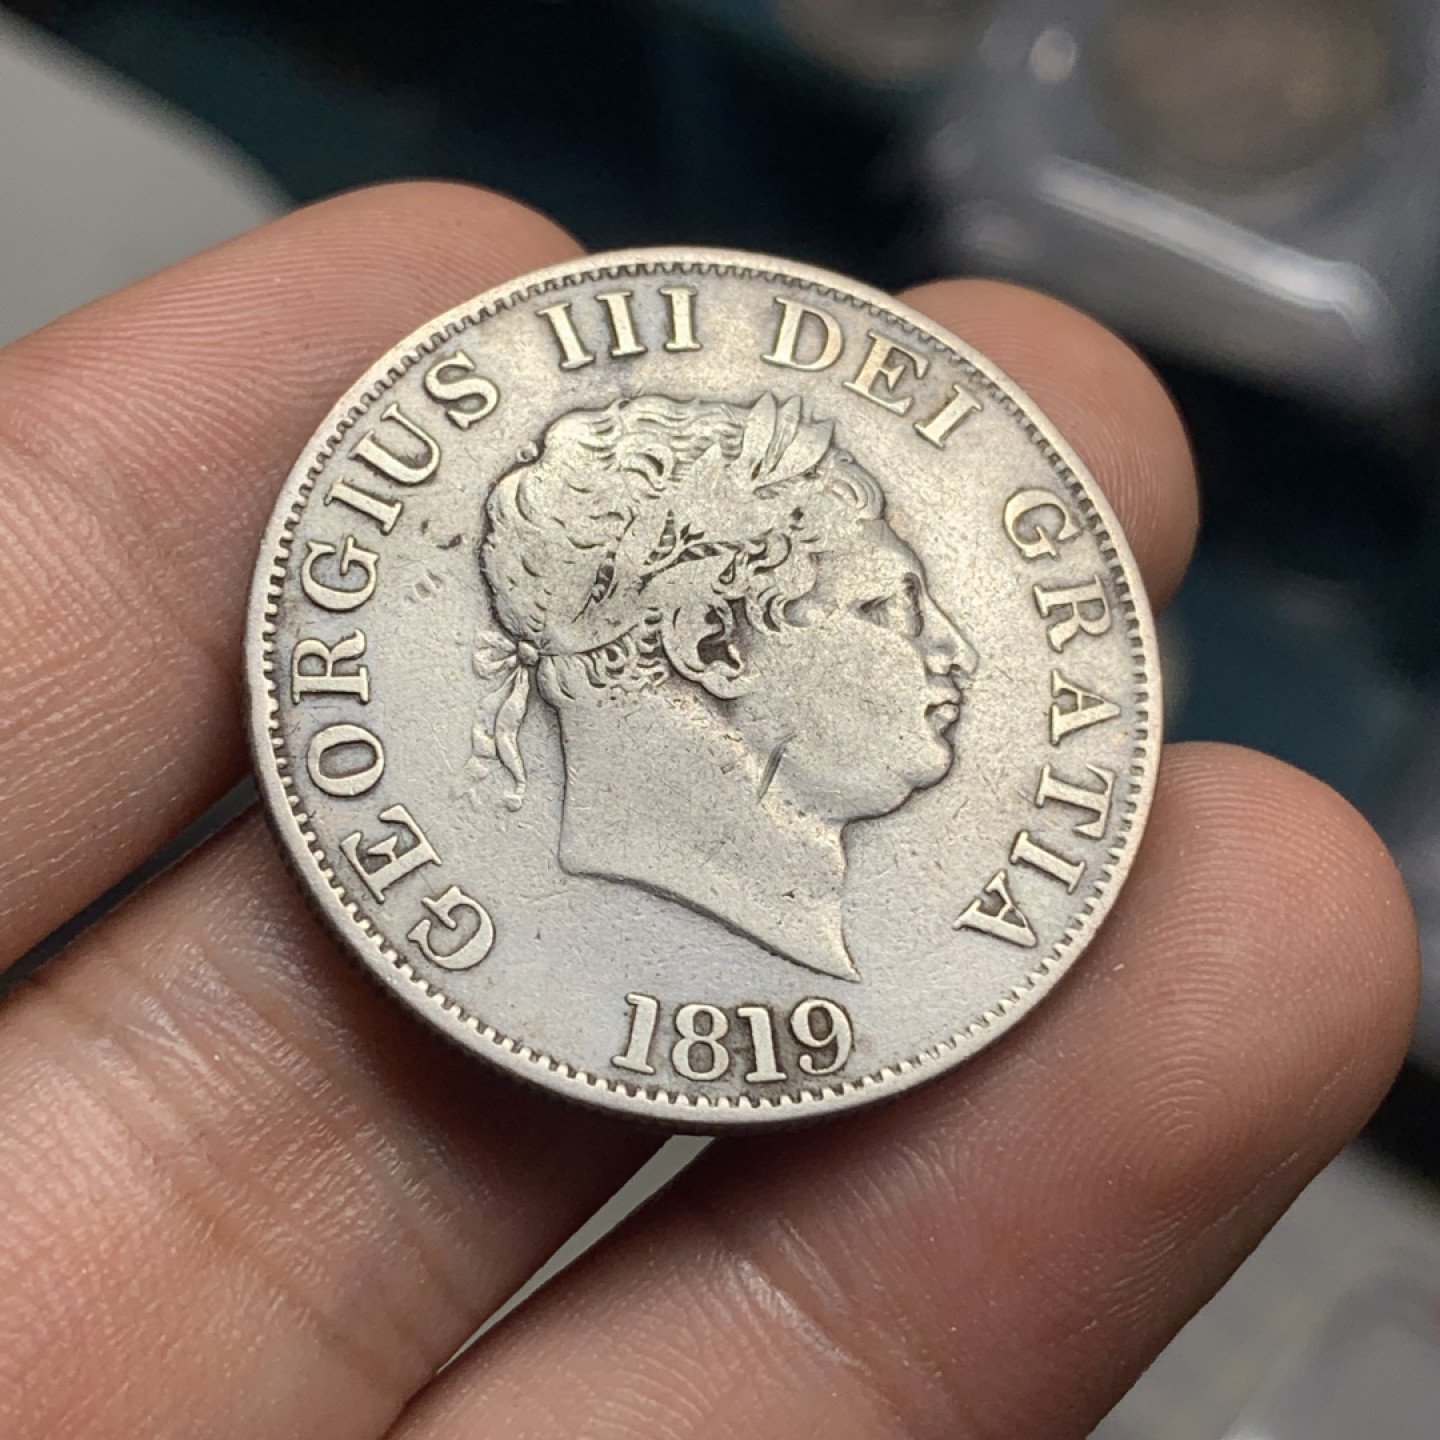 GEORGIUS III DEI GRATIA
1819